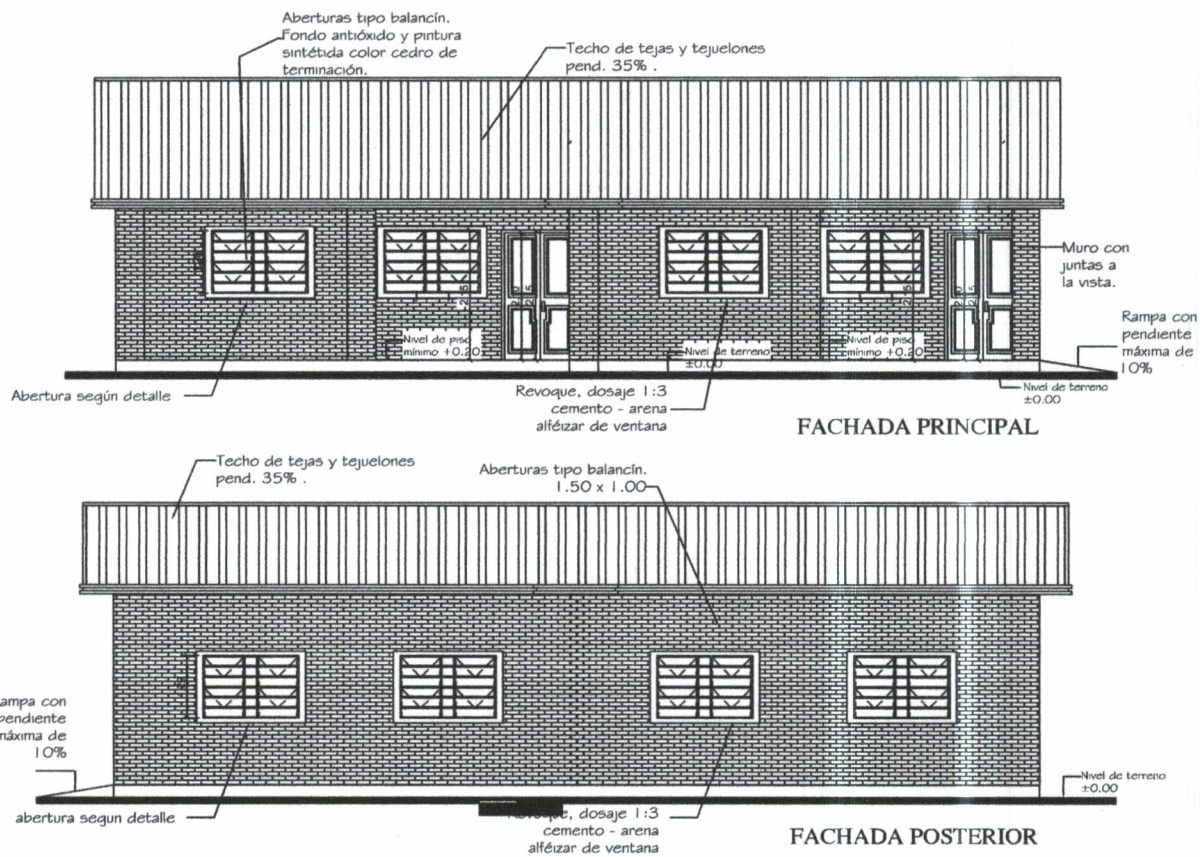 Aberturas tipo balancín.
Fondo antióxido y pintura
sintétida color cedro de
terminación.
Techo de tejas y tejuelones
pend. 35% .
Muro con
juntas a
la vista.
Rampa con
pendiente
máxima de
10%
Nivel de piso
mínimo +0.20
Nivel de terreno
±0.00
Nivel de piso
mínimo +0.20
Nivel de terreno
±0.00
Abertura según detalle
Revoque, dosaje 1:3
cemento - arena
alféizar de ventana
FACHADA PRINCIPAL
Techo de tejas y tejuelones
pend. 35% .
Aberturas tipo balancín.
1.50 x 1.00
ampa con
pendiente
máxima de
10%
Nivel de terreno
±0.00
abertura segun detalle
Revoque, dosaje 1:3
cemento - arena
alféizar de ventana
FACHADA POSTERIOR